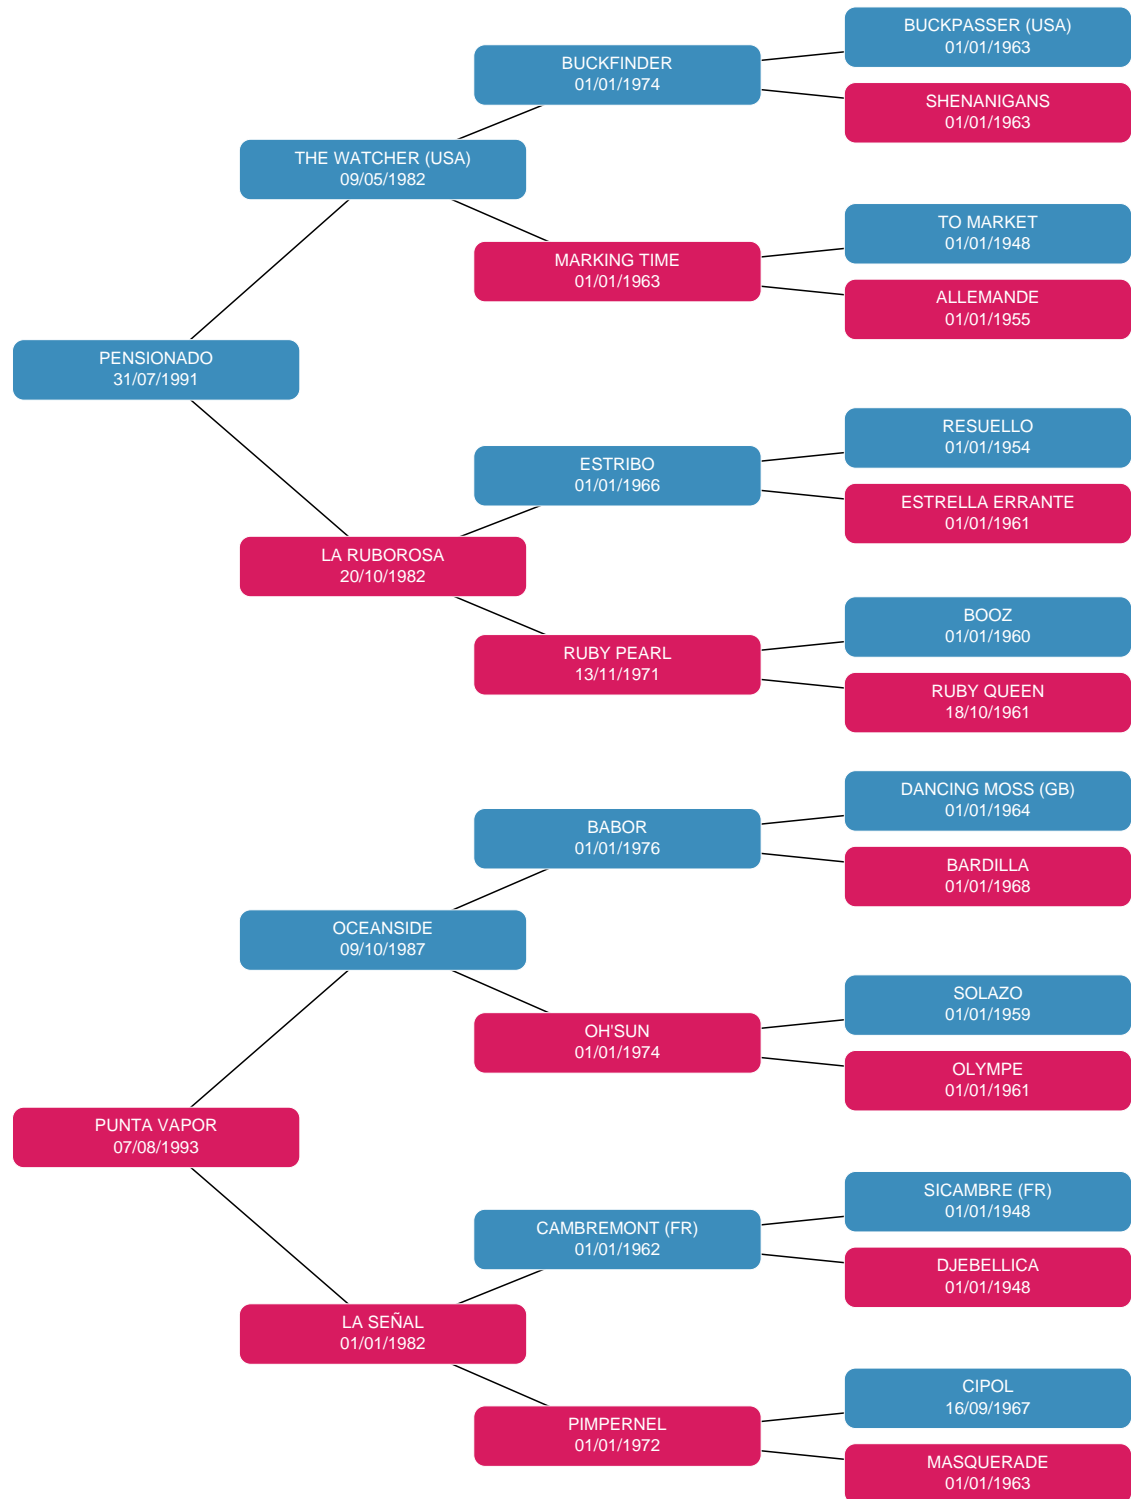 BUCKPASSER (USA)
01/01/1963
BUCKFINDER
01/01/1974
SHENANIGANS
01/01/1963
THE WATCHER (USA)
09/05/1982
TO MARKET
01/01/1948
MARKING TIME
01/01/1963
ALLEMANDE
01/01/1955
PENSIONADO
31/07/1991
RESUELLO
01/01/1954
ESTRIBO
01/01/1966
ESTRELLA ERRANTE
01/01/1961
LA RUBOROSA
20/10/1982
BOOZ
01/01/1960
RUBY PEARL
13/11/1971
RUBY QUEEN
18/10/1961
DANCING MOSS (GB)
01/01/1964
BABOR
01/01/1976
BARDILLA
01/01/1968
OCEANSIDE
09/10/1987
SOLAZO
01/01/1959
OH'SUN
01/01/1974
OLYMPE
01/01/1961
PUNTA VAPOR
07/08/1993
SICAMBRE (FR)
01/01/1948
CAMBREMONT (FR)
01/01/1962
DJEBELLICA
01/01/1948
LA SEÑAL
01/01/1982
CIPOL
16/09/1967
PIMPERNEL
01/01/1972
MASQUERADE
01/01/1963